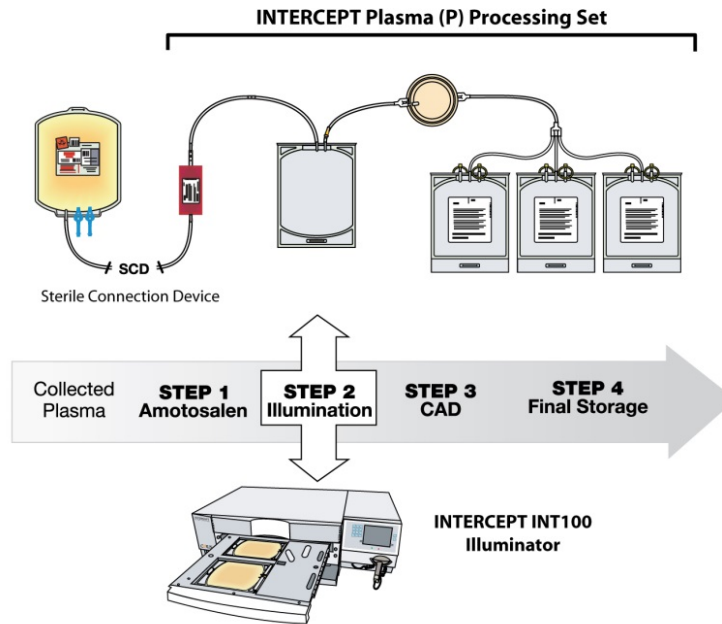 INTERCEPT Plasma (P) Processing Set
SCD
Sterile Connection Device
Collected
Plasma
STEP 1
Amotosalen
STEP 2
Illumination
STEP 3
CAD
STEP 4
Final Storage
INTERCEPT INT100
Illuminator